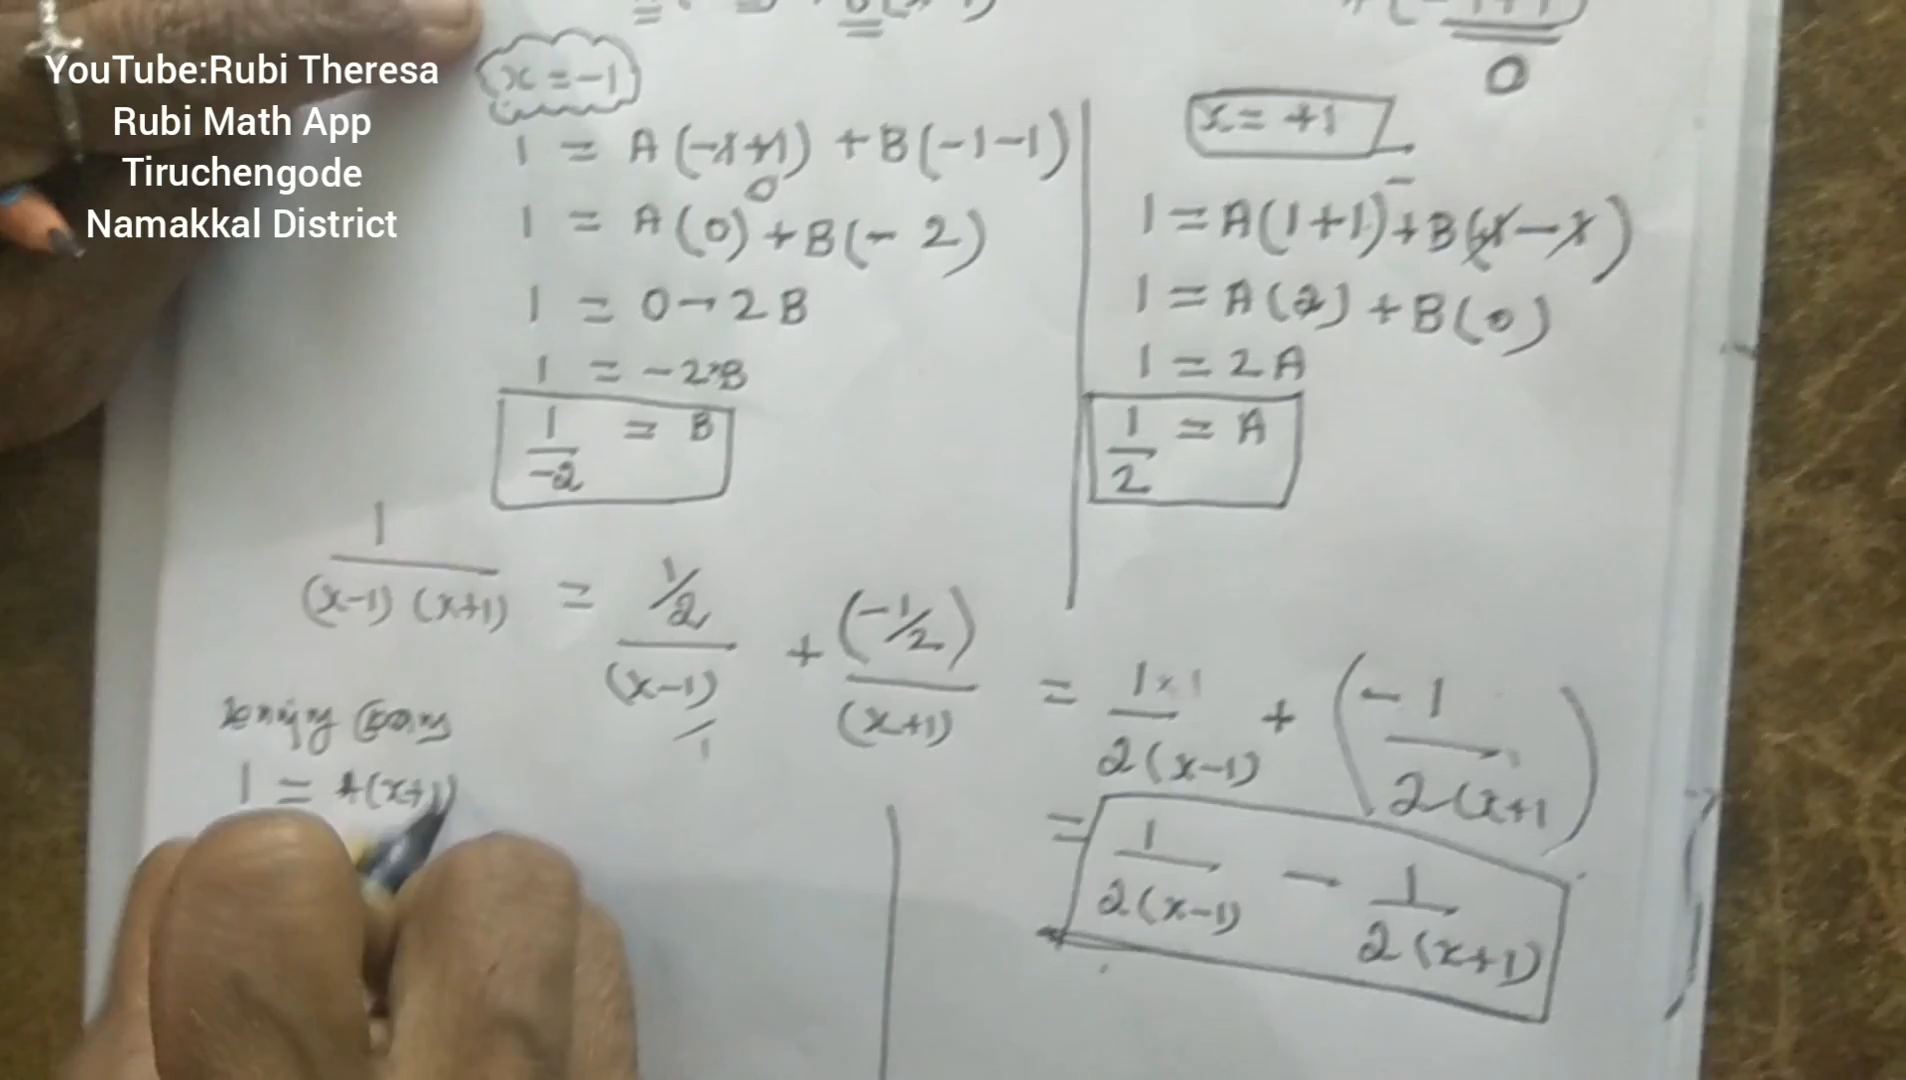 YouTube:Rubi Theresa
Rubi Math App
Tiruchengode
Namakkal District
x = -1
1 = A(-1+1) + B(-1-1)
0
1 = A(0) + B(-2)
1 = 0 - 2B
1 = -2B
1/-2 = B
0
x = +1
1 = A(1+1) + B(1-1)
1 = A(2) + B(0)
1 = 2A
1/2 = A
1/(x-1)(x+1) = (1/2)/(x-1) + (-1/2)/(x+1) = 1×1/2(x-1) + (-1/2(x+1)
= 1/2(x-1) - 1/2(x+1)
1 = A(x+1)